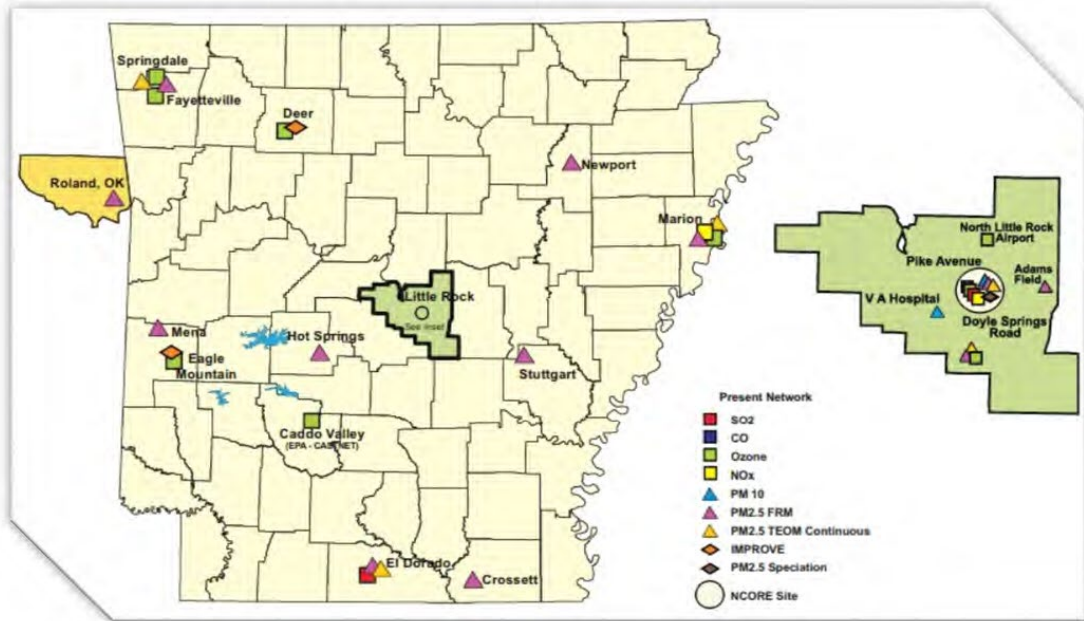 Springdale
Fayetteville
Deer
Newport
Roland, OK
Marion
Little Rock
See Inset
Mena
Hot Springs
Eagle
Mountain
Stuttgart
Caddo Valley
(EPA - CASTNET)
El Dorado
Crossett
North Little Rock
Airport
Pike Avenue
Adams
Field
V A Hospital
Doyle Springs
Road
Present Network
SO2
CO
Ozone
NOx
PM 10
PM2.5 FRM
PM2.5 TEOM Continuous
IMPROVE
PM2.5 Speciation
NCORE Site